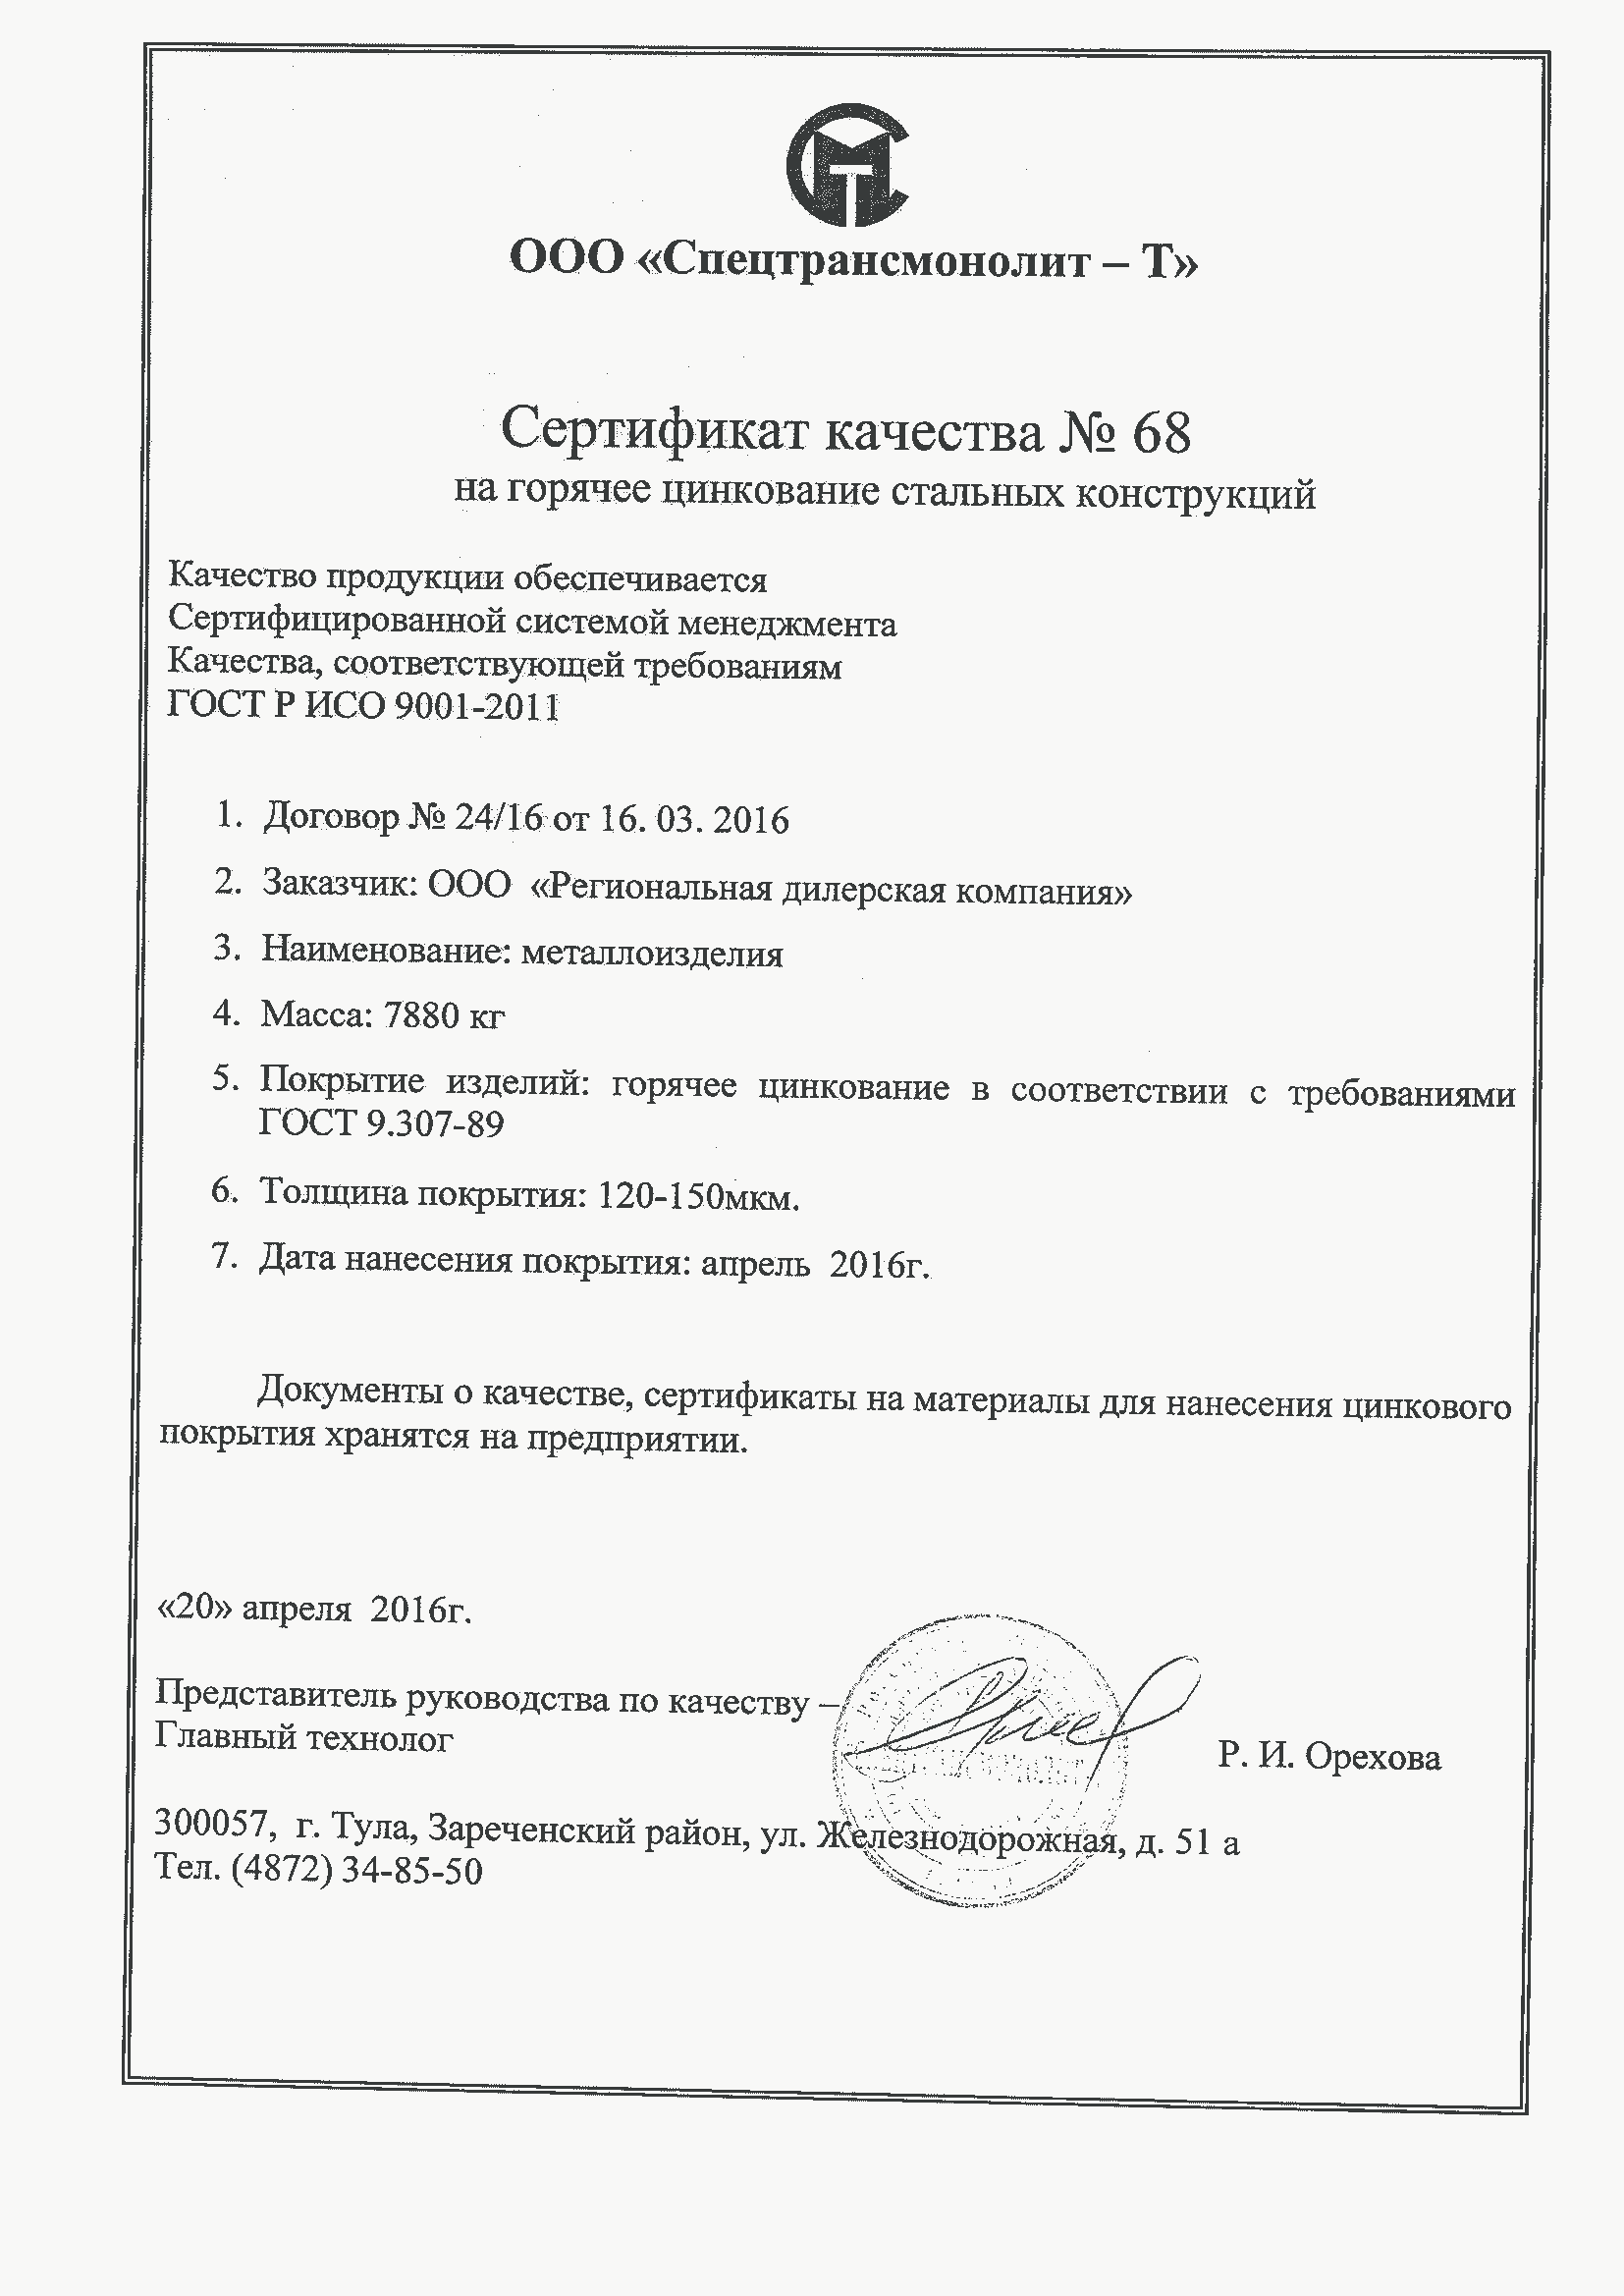 СМТ
ООО «Спецтрансмонолит – Т»
Сертификат качества № 68
на горячее цинкование стальных конструкций
Качество продукции обеспечивается
Сертифицированной системой менеджмента
Качества, соответствующей требованиям
ГОСТ Р ИСО 9001-2011
1. Договор № 24/16 от 16. 03. 2016
2. Заказчик: ООО «Региональная дилерская компания»
3. Наименование: металлоизделия
4. Масса: 7880 кг
5. Покрытие изделий: горячее цинкование в соответствии с требованиями
ГОСТ 9.307-89
6. Толщина покрытия: 120-150мкм.
7. Дата нанесения покрытия: апрель 2016г.
Документы о качестве, сертификаты на материалы для нанесения цинкового
покрытия хранятся на предприятии.
«20» апреля 2016г.
Представитель руководства по качеству –
Главный технолог
Р. И. Орехова
300057, г. Тула, Зареченский район, ул. Железнодорожная, д. 51 а
Тел. (4872) 34-85-50